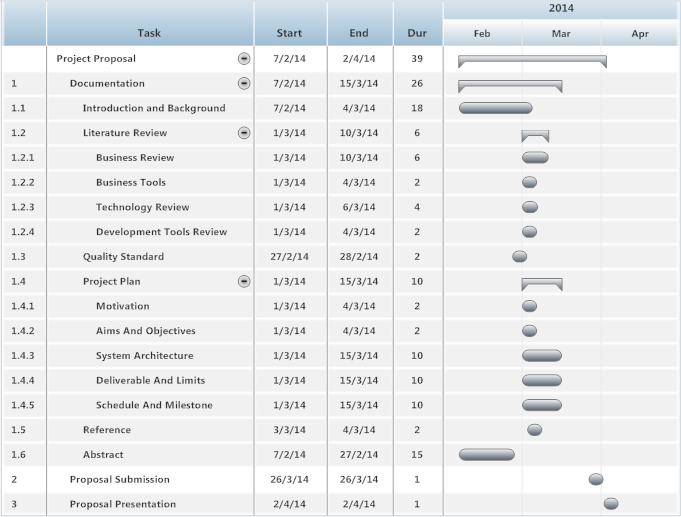 2014
Task Start End Dur Feb Mar Apr
Project Proposal 7/2/14 2/4/14 39
1 Documentation 7/2/14 15/3/14 26
1.1 Introduction and Background 7/2/14 4/3/14 18
1.2 Literature Review 1/3/14 10/3/14 6
1.2.1 Business Review 1/3/14 10/3/14 6
1.2.2 Business Tools 1/3/14 4/3/14 2
1.2.3 Technology Review 1/3/14 6/3/14 4
1.2.4 Development Tools Review 1/3/14 4/3/14 2
1.3 Quality Standard 27/2/14 28/2/14 2
1.4 Project Plan 1/3/14 15/3/14 10
1.4.1 Motivation 1/3/14 4/3/14 2
1.4.2 Aims And Objectives 1/3/14 4/3/14 2
1.4.3 System Architecture 1/3/14 15/3/14 10
1.4.4 Deliverable And Limits 1/3/14 15/3/14 10
1.4.5 Schedule And Milestone 1/3/14 15/3/14 10
1.5 Reference 3/3/14 4/3/14 2
1.6 Abstract 7/2/14 27/2/14 15
2 Proposal Submission 26/3/14 26/3/14 1
3 Proposal Presentation 2/4/14 2/4/14 1